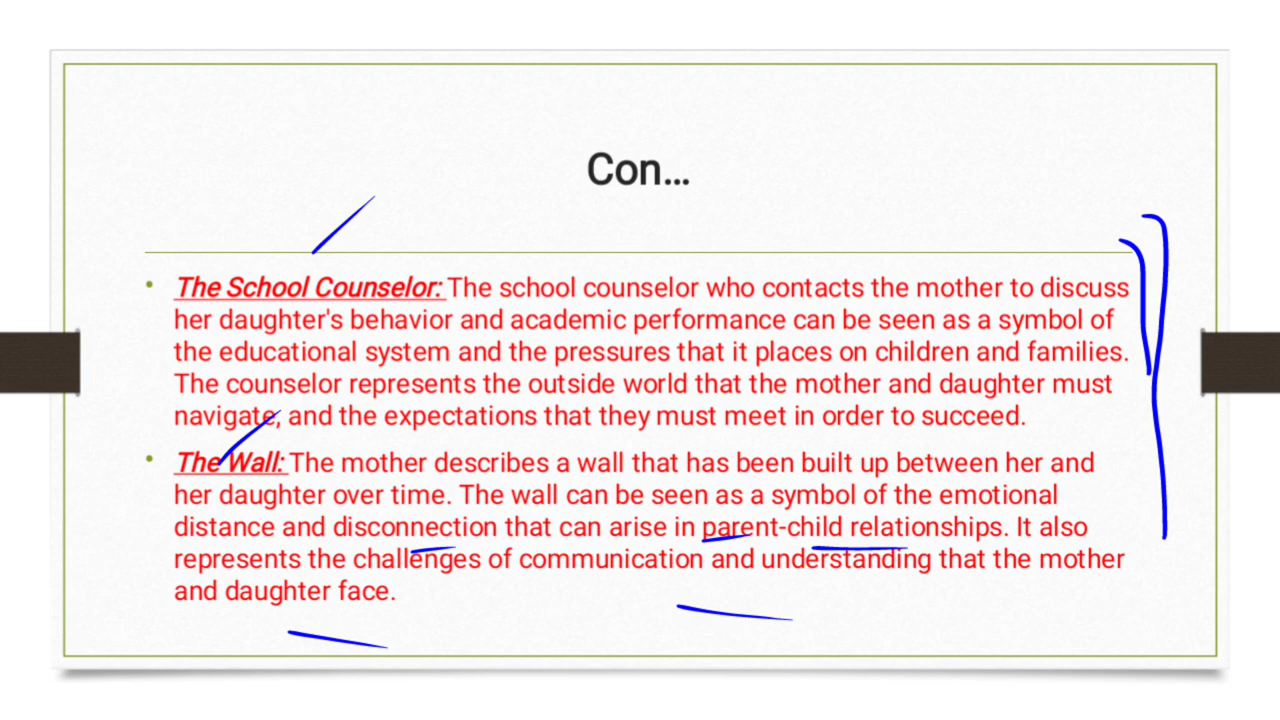 Con...
• The School Counselor: The school counselor who contacts the mother to discuss
her daughter's behavior and academic performance can be seen as a symbol of
the educational system and the pressures that it places on children and families.
The counselor represents the outside world that the mother and daughter must
navigate, and the expectations that they must meet in order to succeed.
• The Wall: The mother describes a wall that has been built up between her and
her daughter over time. The wall can be seen as a symbol of the emotional
distance and disconnection that can arise in parent-child relationships. It also
represents the challenges of communication and understanding that the mother
and daughter face.